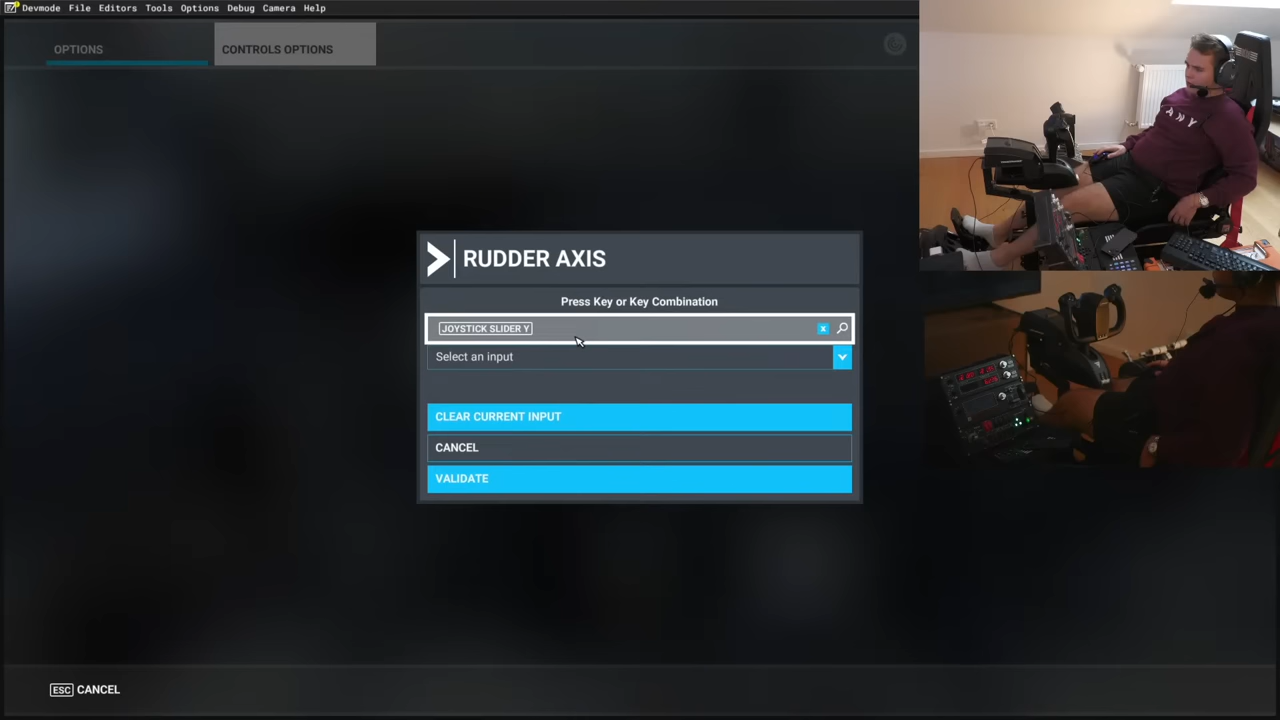 Devmode File Editors Tools Options Debug Camera Help
OPTIONS
CONTROLS OPTIONS
RUDDER AXIS
Press Key or Key Combination
JOYSTICK SLIDER Y
x
Select an input
CLEAR CURRENT INPUT
CANCEL
VALIDATE
ESC CANCEL